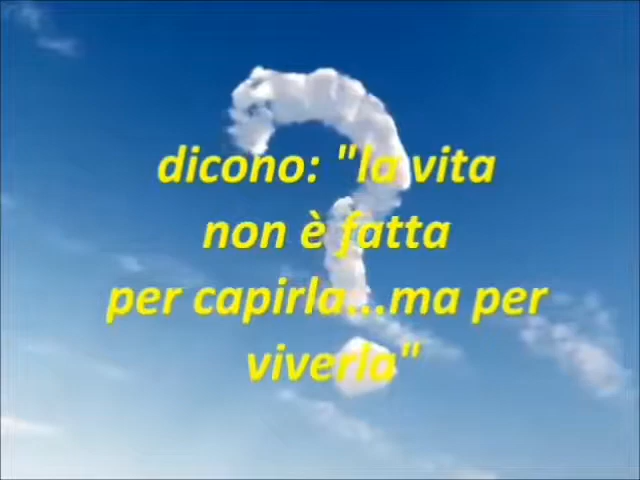 dicono: "la vita
non è fatta
per capirla...ma per
viverla"